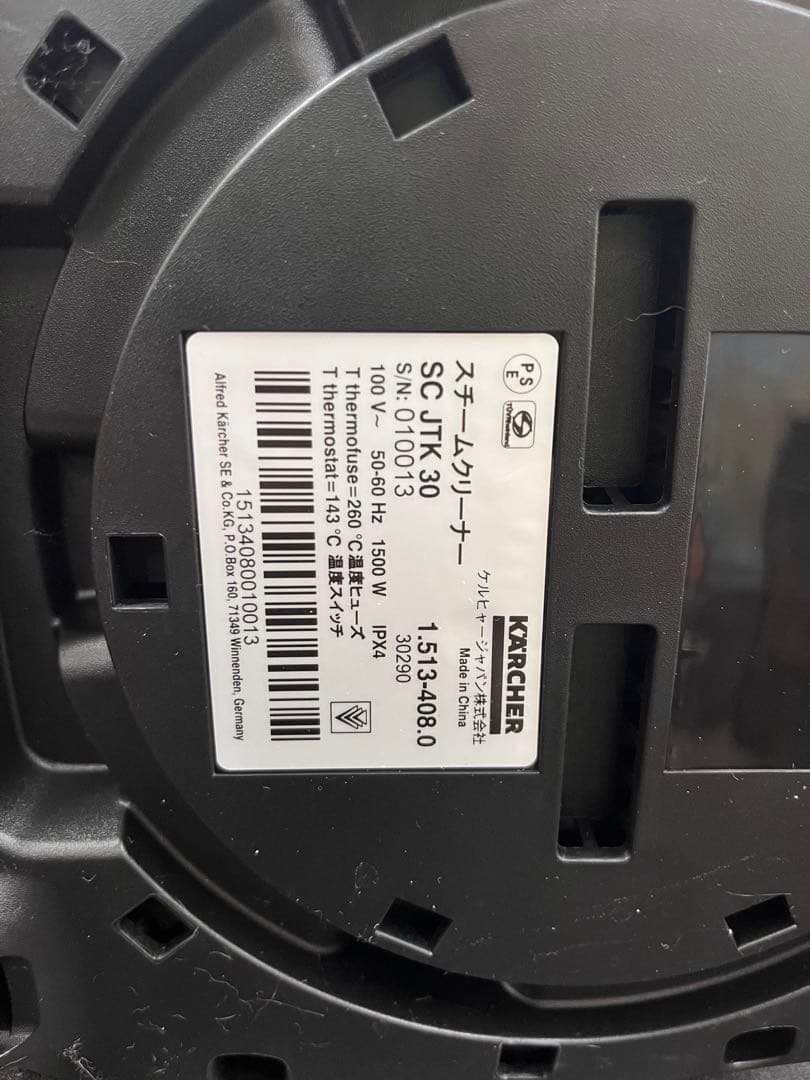 PSE
TÜVRheinland
KÄRCHER
Made in China
ケルヒャージャパン株式会社
スチームクリーナー
SC JTK 30 1.513-408.0
S/N: 010013 30290
100 V~ 50-60 Hz 1500 W IPX4
T thermofuse=260 °C 温度ヒューズ
T thermostat=143 °C 温度スイッチ
15134080010013
Alfred Kärcher SE & Co.KG, P.O.Box 160, 71349 Winnenden, Germany